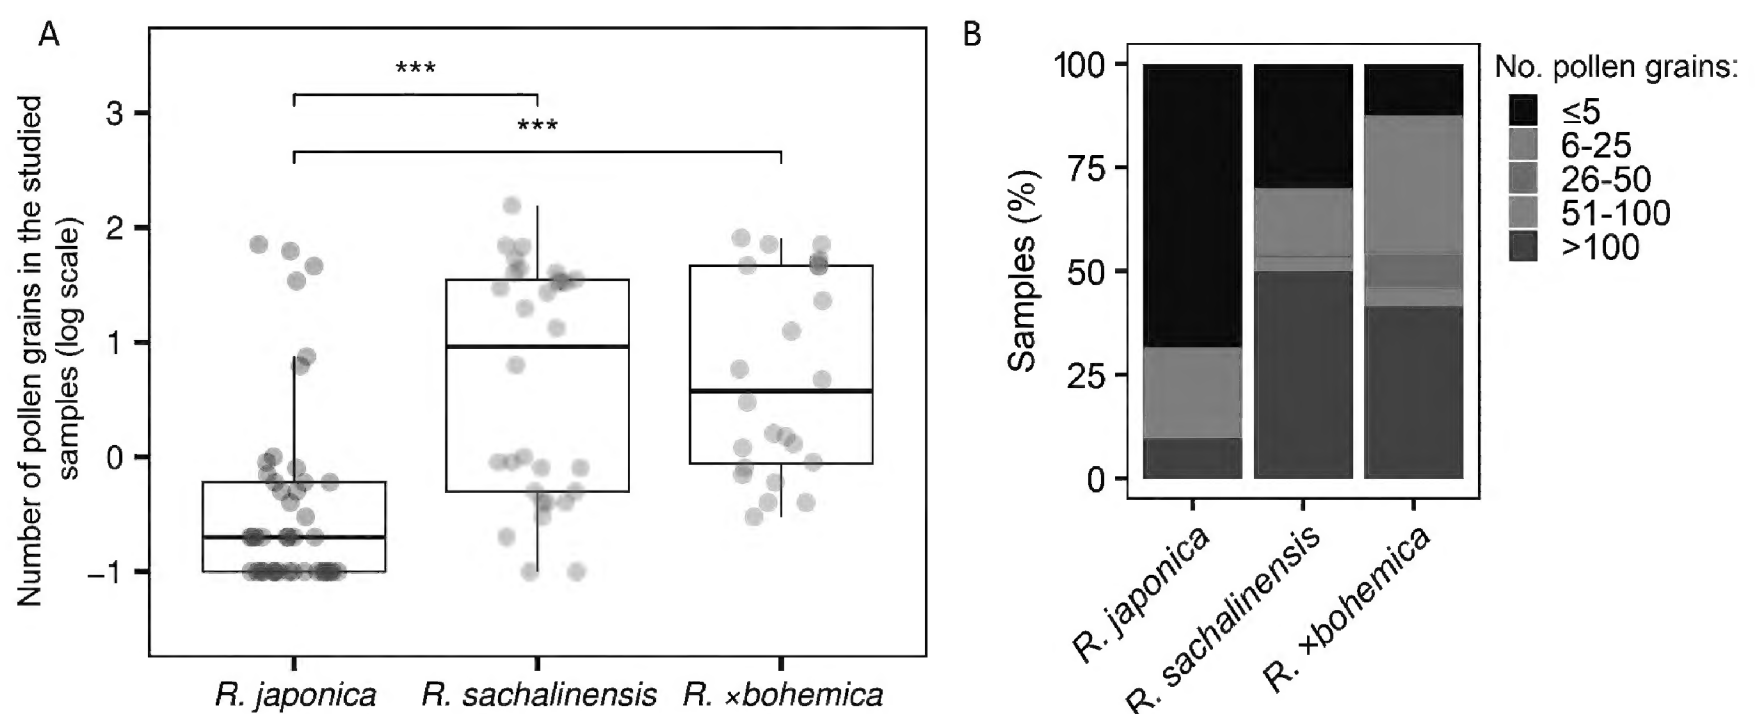 A
Number of pollen grains in the studied
samples (log scale)
3
2
1
0
−1
***
***
R. japonica
R. sachalinensis
R. ×bohemica
B
Samples (%)
100
75
50
25
0
R. japonica
R. sachalinensis
R. ×bohemica
No. pollen grains:
≤5
6-25
26-50
51-100
>100